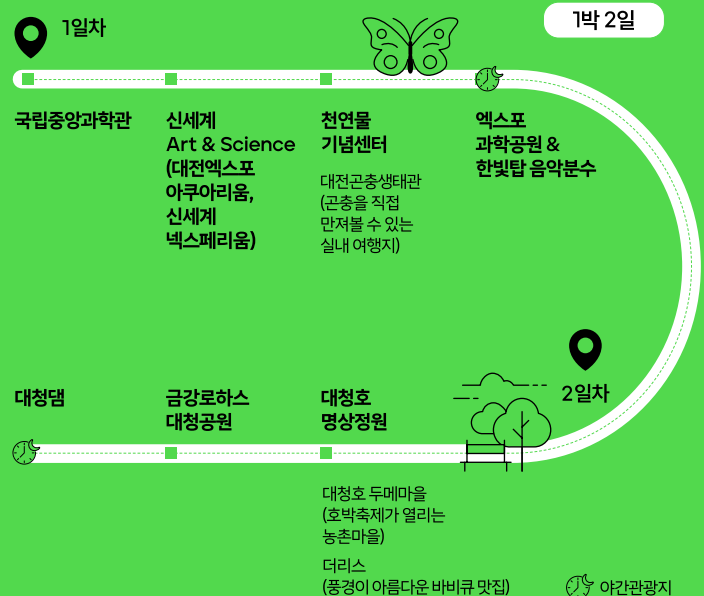 1일차
1박 2일
국립중앙과학관
신세계
Art & Science
(대전엑스포
아쿠아리움,
신세계
넥스페리움)
천연물
기념센터
대전곤충생태관
(곤충을 직접
만져볼 수 있는
실내 여행지)
엑스포
과학공원 &
한빛탑 음악분수
2일차
대청댐
금강로하스
대청공원
대청호
명상정원
대청호 두메마을
(호박축제가 열리는
농촌마을)
더리스
(풍경이 아름다운 바비큐 맛집)
야간관광지